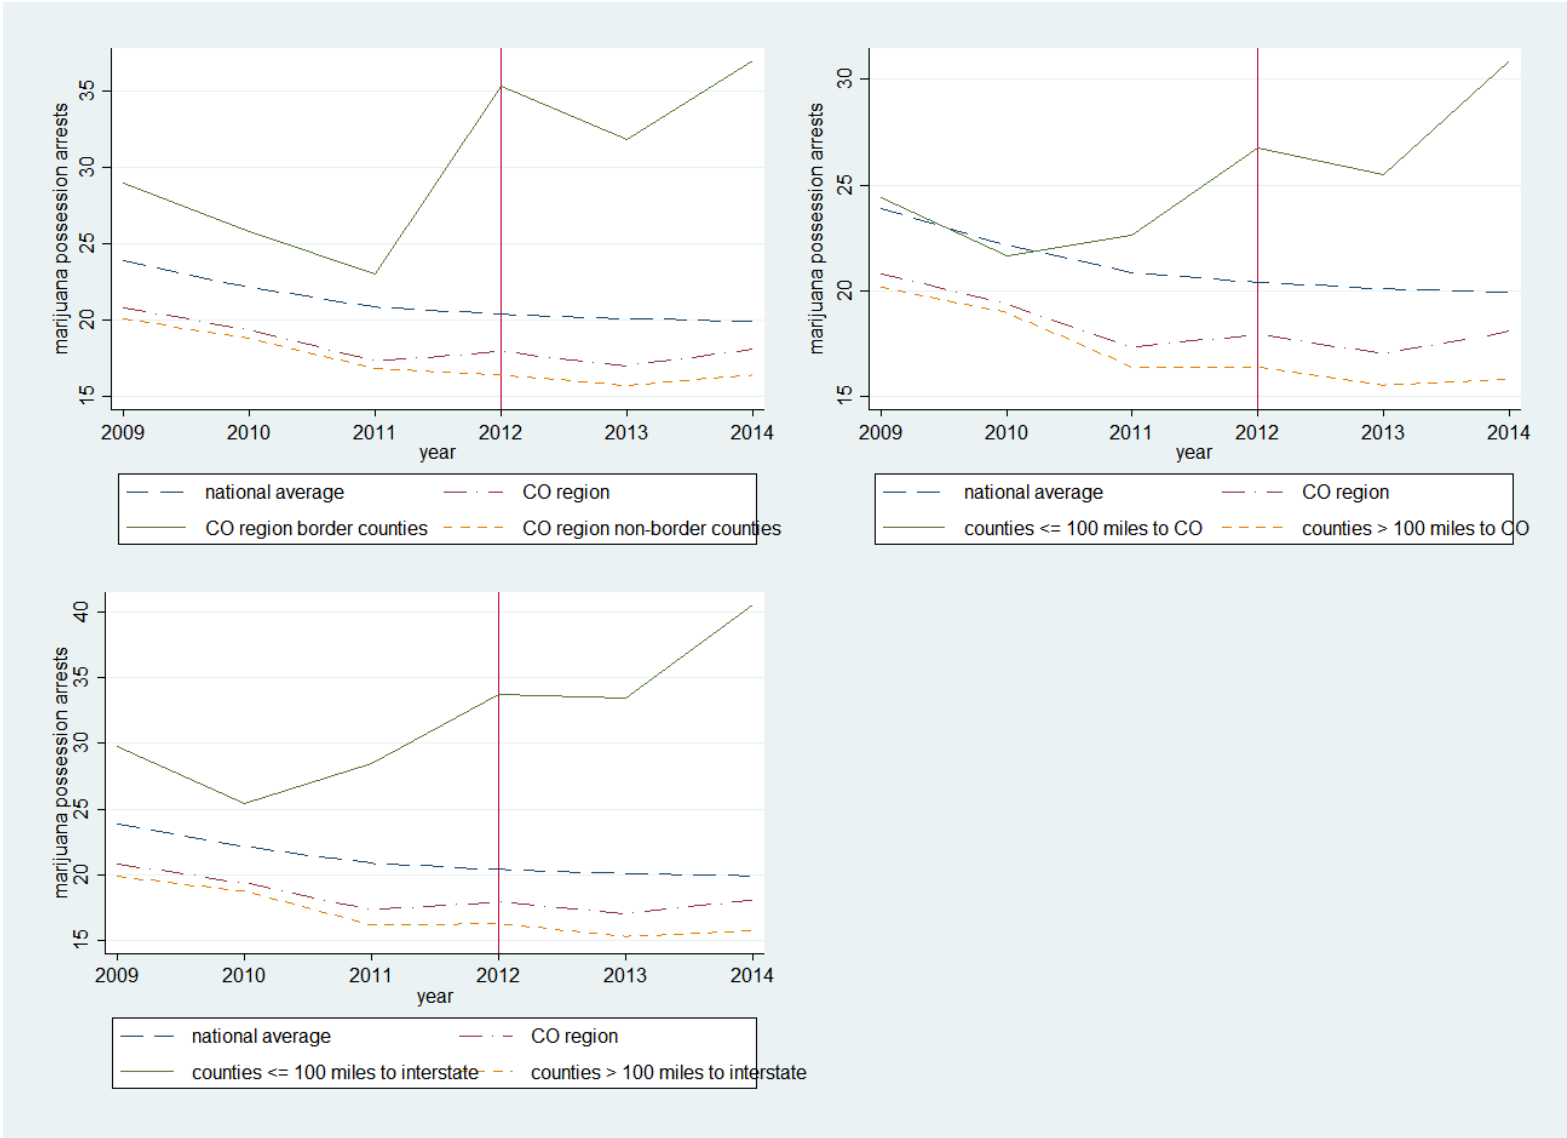 marijuana possession arrests
35
30
25
20
15
2009 2010 2011 2012 2013 2014
year
national average CO region
CO region border counties CO region non-border counties
marijuana possession arrests
30
25
20
15
2009 2010 2011 2012 2013 2014
year
national average CO region
counties <= 100 miles to CO counties > 100 miles to CO
marijuana possession arrests
40
35
30
25
20
15
2009 2010 2011 2012 2013 2014
year
national average CO region
counties <= 100 miles to interstate counties > 100 miles to interstate